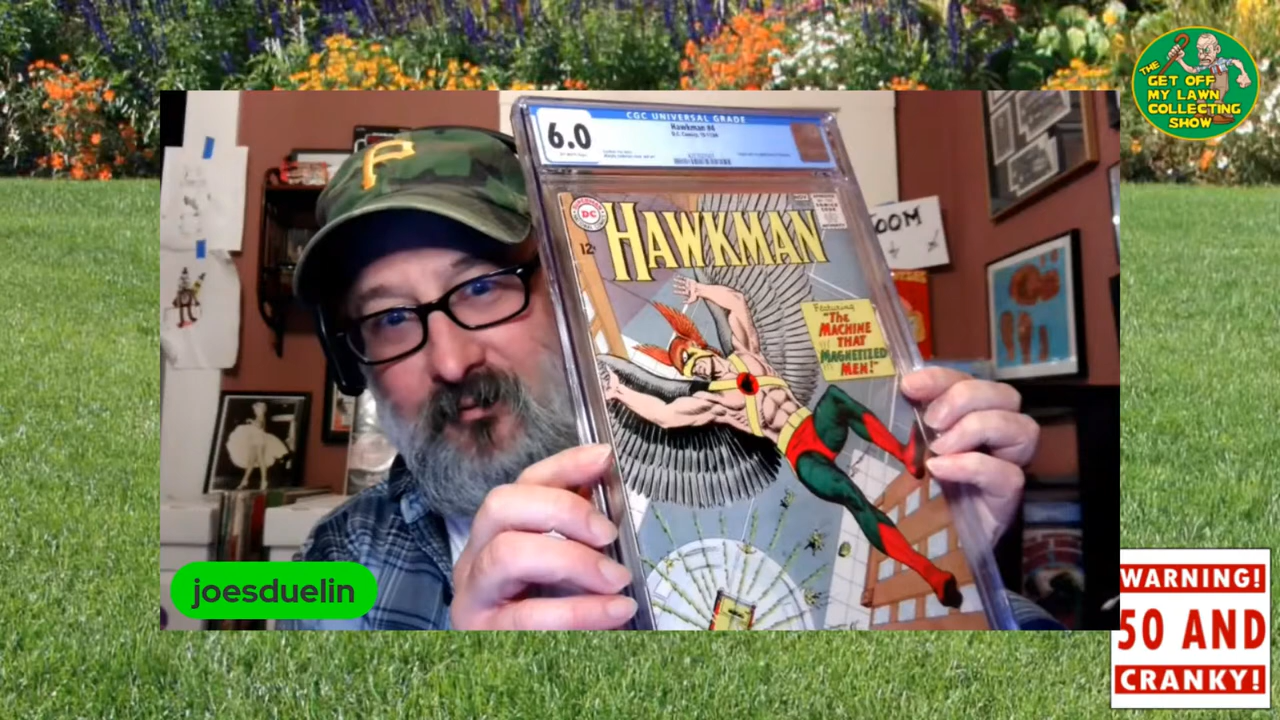 THE
GET OFF
MY LAWN
COLLECTING
SHOW
CGC UNIVERSAL GRADE
6.0
Hawkman #4
P
DC
12¢
HAWKMAN
OOM
Featuring
"THE
MACHINE
THAT
MAGNETIZED
MEN!"
joesduelin
WARNING!
50 AND
CRANKY!